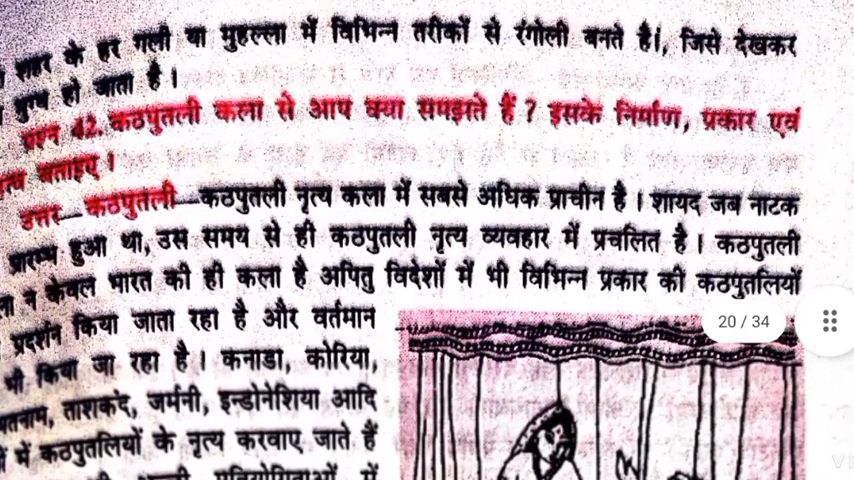 शहर के हर गली या मुहल्ला में विभिन्न तरीकों से रंगोली बनते है।, जिसे देखकर
मुग्ध हो जाता है।
प्रश्न 42. कठपुतली कला से आप क्या समझते हैं ? इसके निर्माण, प्रकार एवं
बताइए।
उत्तर—कठपुतली—कठपुतली नृत्य कला में सबसे अधिक प्राचीन है। शायद जब नाटक
प्रारम्भ हुआ था, उस समय से ही कठपुतली नृत्य व्यवहार में प्रचलित है। कठपुतली
न केवल भारत की ही कला है अपितु विदेशों में भी विभिन्न प्रकार की कठपुतलियों
प्रदर्शन किया जाता रहा है और वर्तमान
20 / 34
भी किया जा रहा है। कनाडा, कोरिया,
ताशकंद, जर्मनी, इन्डोनेशिया आदि
में कठपुतलियों के नृत्य करवाए जाते हैं
में